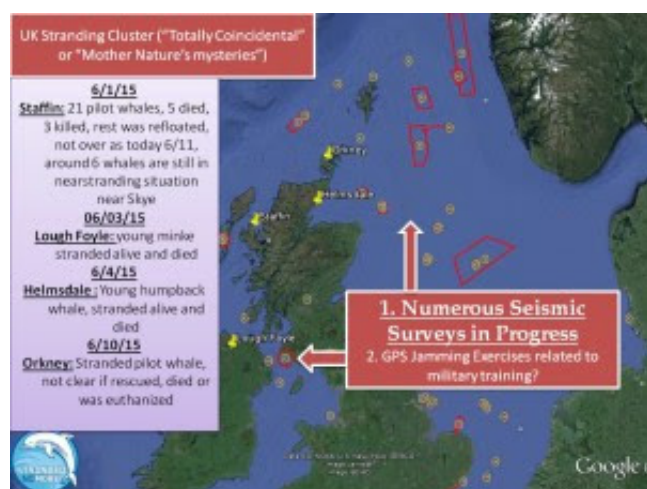 UK Stranding Cluster ("Totally Coincidental"
or "Mother Nature's mysteries")
6/1/15
Staffin: 21 pilot whales, 5 died,
3 killed, rest was refloated,
not over as today 6/11,
around 6 whales are still in
nearstranding situation
near Skye
06/03/15
Lough Foyle: young minke
stranded alive and died
6/4/15
Helmsdale : Young humpback
whale, stranded alive and
died
6/10/15
Orkney: Stranded pilot whale,
not clear if rescued, died or
was euthanized
Orkney
Helmsdale
Staffin
Lough Foyle
1. Numerous Seismic
Surveys in Progress
2. GPS Jamming Exercises related to
military training?
STRANDED
NO MORE
Google